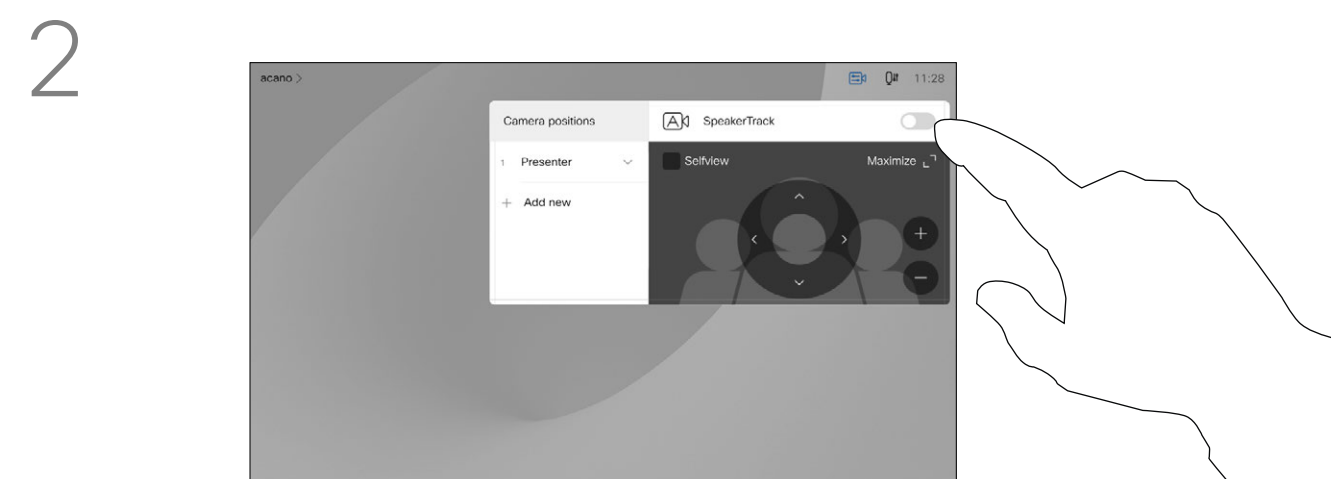 2
acano >
11:28
Camera positions
SpeakerTrack
1 Presenter
Selfview
Maximize
+ Add new